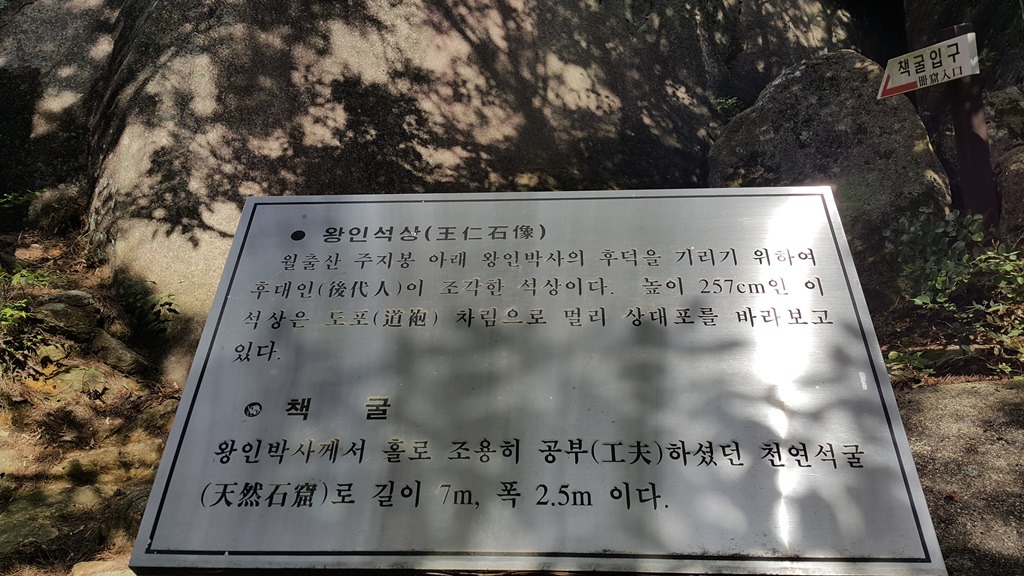 책굴입구
冊窟入口
● 왕인석상(王仁石像)
월출산 주지봉 아래 왕인박사의 후덕을 기리기 위하여
후대인(後代人)이 조각한 석상이다. 높이 257cm인 이
석상은 도포(道袍) 차림으로 멀리 상대포를 바라보고
있다.
● 책 굴
왕인박사께서 홀로 조용히 공부(工夫)하셨던 천연석굴
(天然石窟)로 길이 7m, 폭 2.5m 이다.